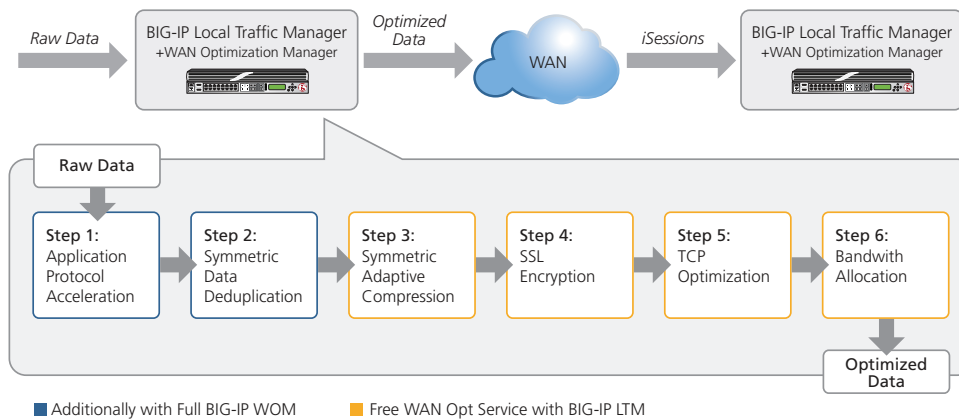 Raw Data
BIG-IP Local Traffic Manager
+WAN Optimization Manager
Optimized
Data
WAN
iSessions
BIG-IP Local Traffic Manager
+WAN Optimization Manager
Raw Data
Step 1:
Application
Protocol
Acceleration
Step 2:
Symmetric
Data
Deduplication
Step 3:
Symmetric
Adaptive
Compression
Step 4:
SSL
Encryption
Step 5:
TCP
Optimization
Step 6:
Bandwith
Allocation
Optimized
Data
Additionally with Full BIG-IP WOM
Free WAN Opt Service with BIG-IP LTM